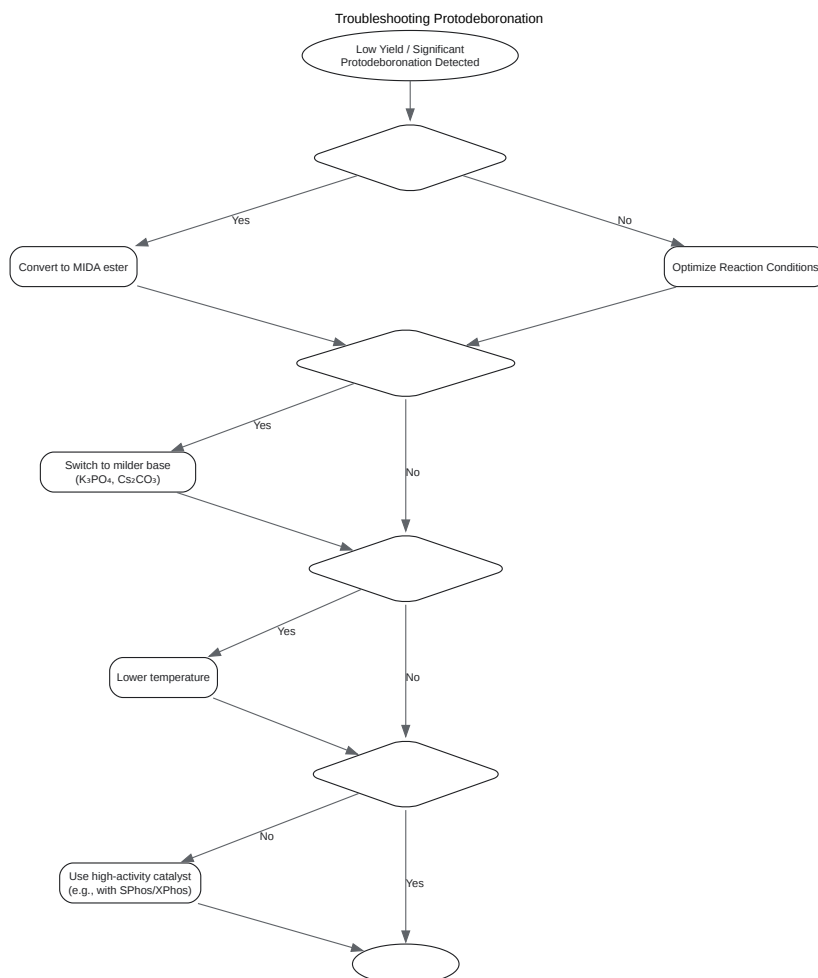 Troubleshooting Protodeboronation
Low Yield / Significant
Protodeboronation Detected
Yes
No
Convert to MIDA ester
Optimize Reaction Conditions
Yes
Switch to milder base
(K₃PO₄, Cs₂CO₃)
No
Yes
Lower temperature
No
No
Use high-activity catalyst
(e.g., with SPhos/XPhos)
Yes